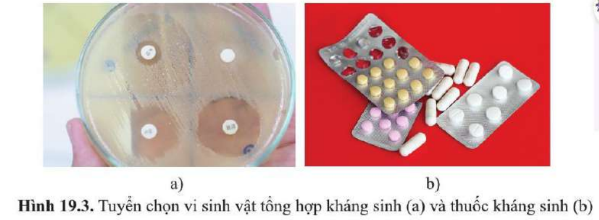 a)
b)
Hình 19.3. Tuyển chọn vi sinh vật tổng hợp kháng sinh (a) và thuốc kháng sinh (b)